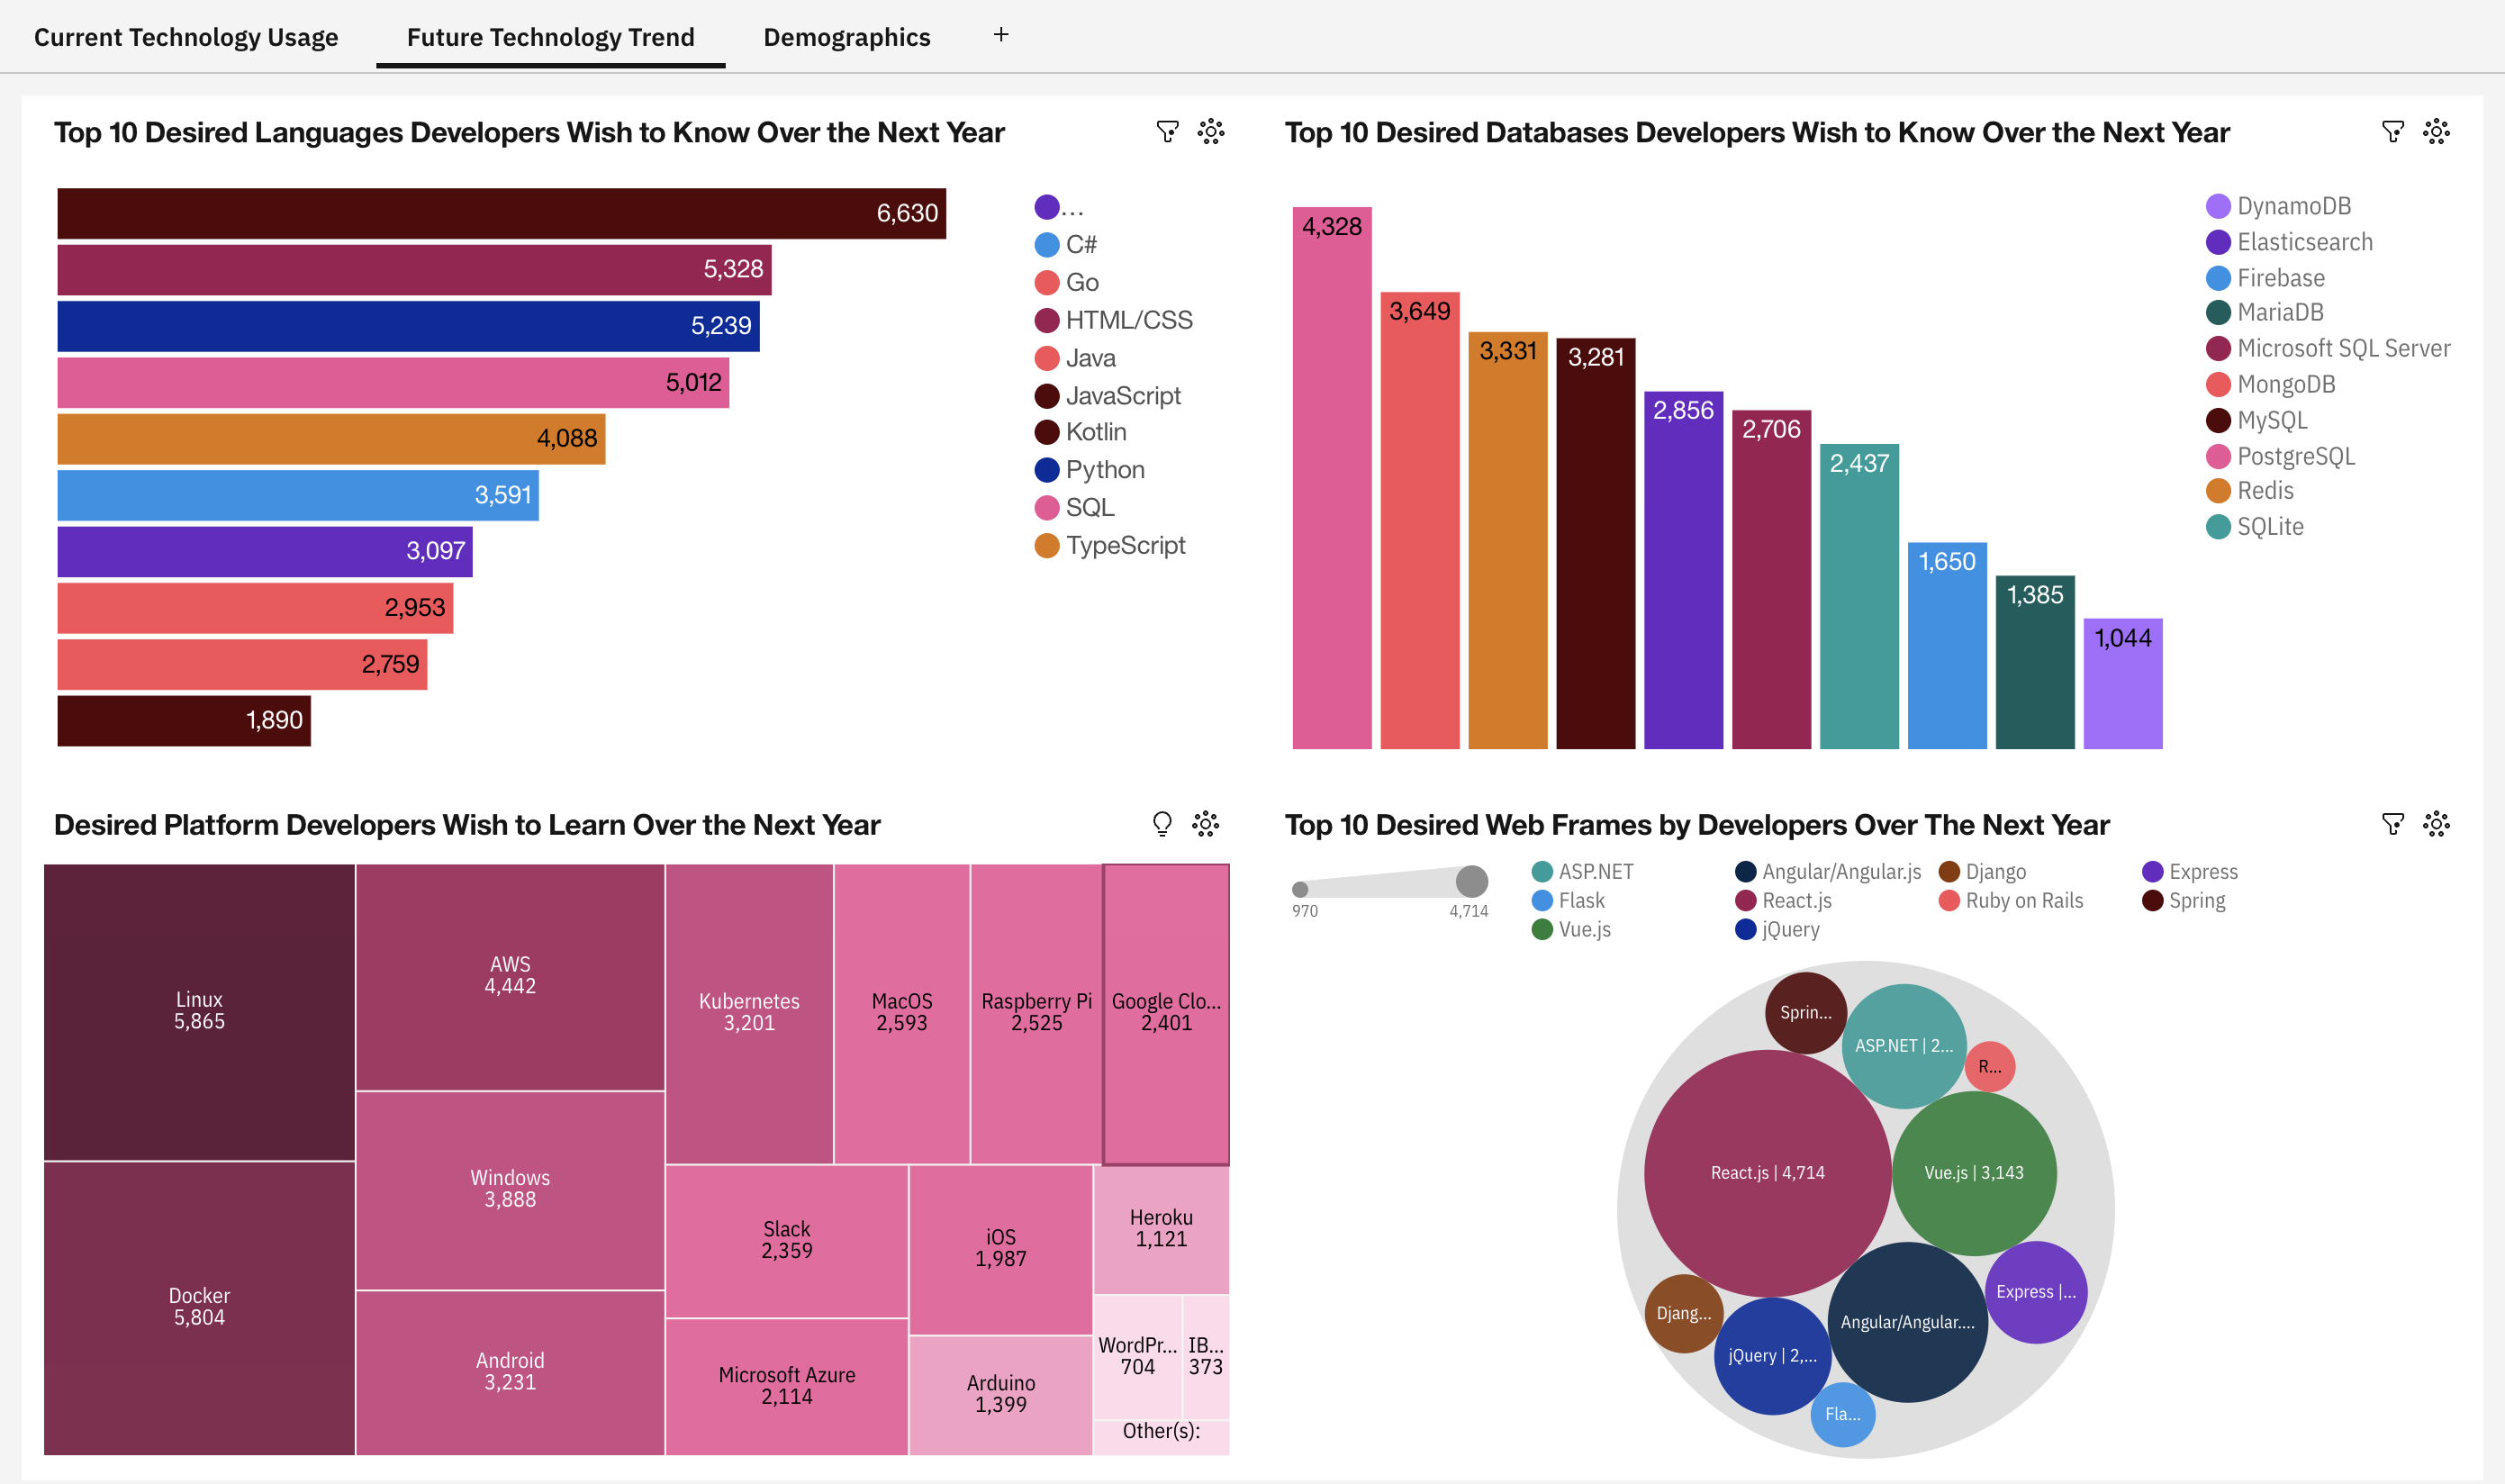 Current Technology Usage
Future Technology Trend
Demographics
+
Top 10 Desired Languages Developers Wish to Know Over the Next Year
6,630
5,328
5,239
5,012
4,088
3,591
3,097
2,953
2,759
1,890
...
C#
Go
HTML/CSS
Java
JavaScript
Kotlin
Python
SQL
TypeScript
Top 10 Desired Databases Developers Wish to Know Over the Next Year
4,328
3,649
3,331
3,281
2,856
2,706
2,437
1,650
1,385
1,044
DynamoDB
Elasticsearch
Firebase
MariaDB
Microsoft SQL Server
MongoDB
MySQL
PostgreSQL
Redis
SQLite
Desired Platform Developers Wish to Learn Over the Next Year
Linux
5,865
Docker
5,804
AWS
4,442
Windows
3,888
Android
3,231
Kubernetes
3,201
MacOS
2,593
Raspberry Pi
2,525
Google Clo...
2,401
Slack
2,359
Microsoft Azure
2,114
iOS
1,987
Arduino
1,399
Heroku
1,121
WordPr...
704
IB...
373
Other(s):
Top 10 Desired Web Frames by Developers Over The Next Year
970
4,714
ASP.NET
Angular/Angular.js
Django
Express
Flask
React.js
Ruby on Rails
Spring
Vue.js
jQuery
Sprin...
ASP.NET | 2...
R...
React.js | 4,714
Vue.js | 3,143
Express |...
Djang...
Angular/Angular....
jQuery | 2,...
Fla...